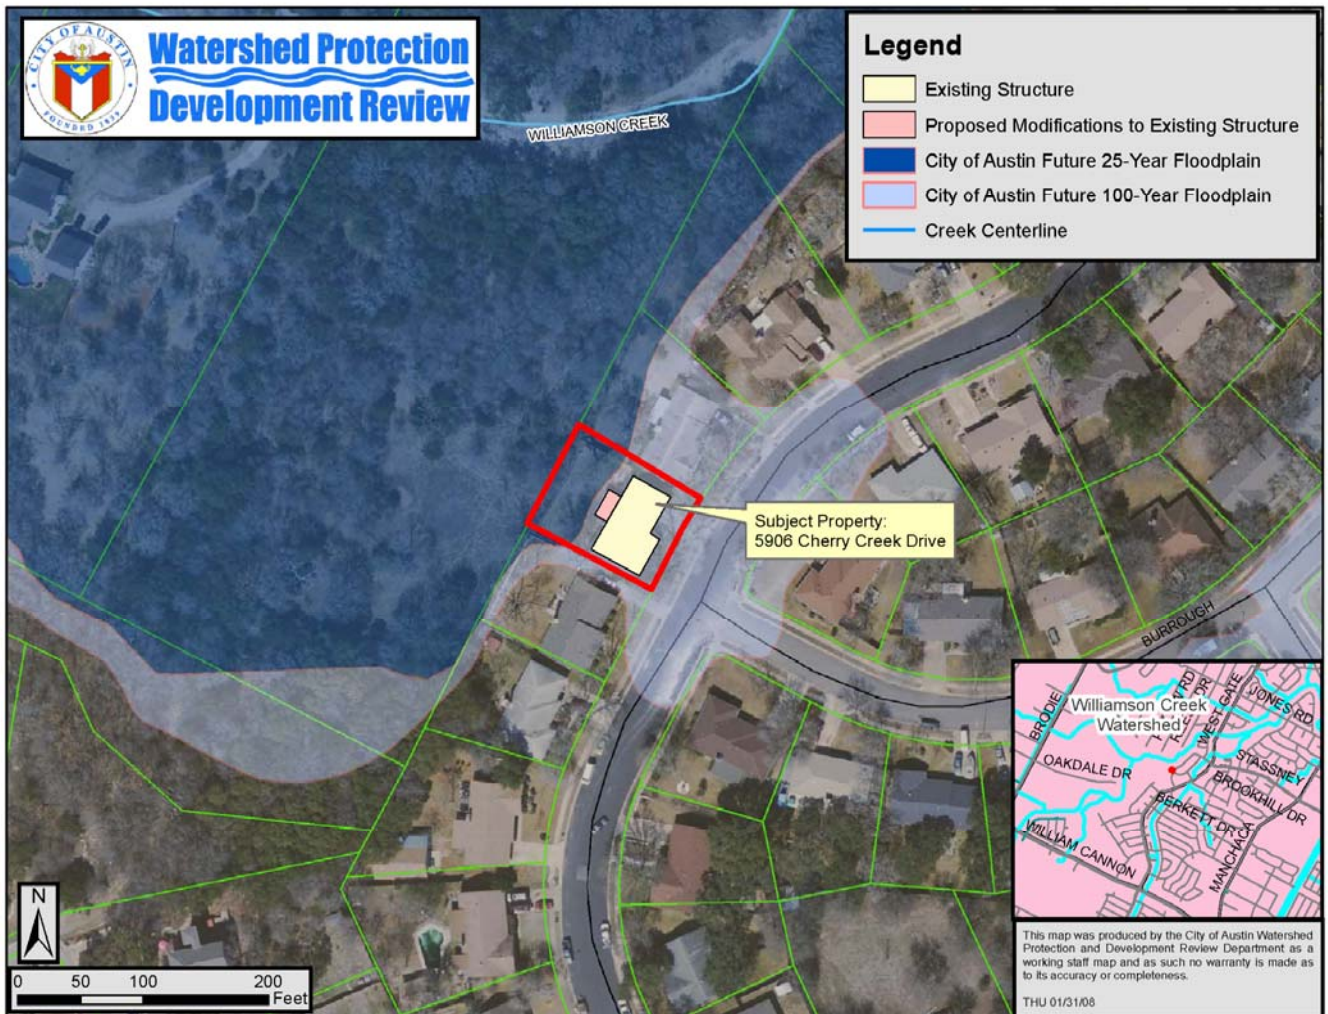 CITY OF AUSTIN
FOUNDED 1839
Watershed Protection
Development Review
WILLIAMSON CREEK
Legend
Existing Structure
Proposed Modifications to Existing Structure
City of Austin Future 25-Year Floodplain
City of Austin Future 100-Year Floodplain
Creek Centerline
Subject Property:
5906 Cherry Creek Drive
BURROUGH
Williamson Creek
Watershed
BRODIE
RD
DR
WEST GATE
JONES RD
OAKDALE DR
STASSNEY
BROOKHILL DR
BERKETT DR
WILLIAM CANNON
MANCHACA
N
0 50 100 200
Feet
This map was produced by the City of Austin Watershed
Protection and Development Review Department as a
working staff map and as such no warranty is made as
to its accuracy or completeness.
THU 01/31/08